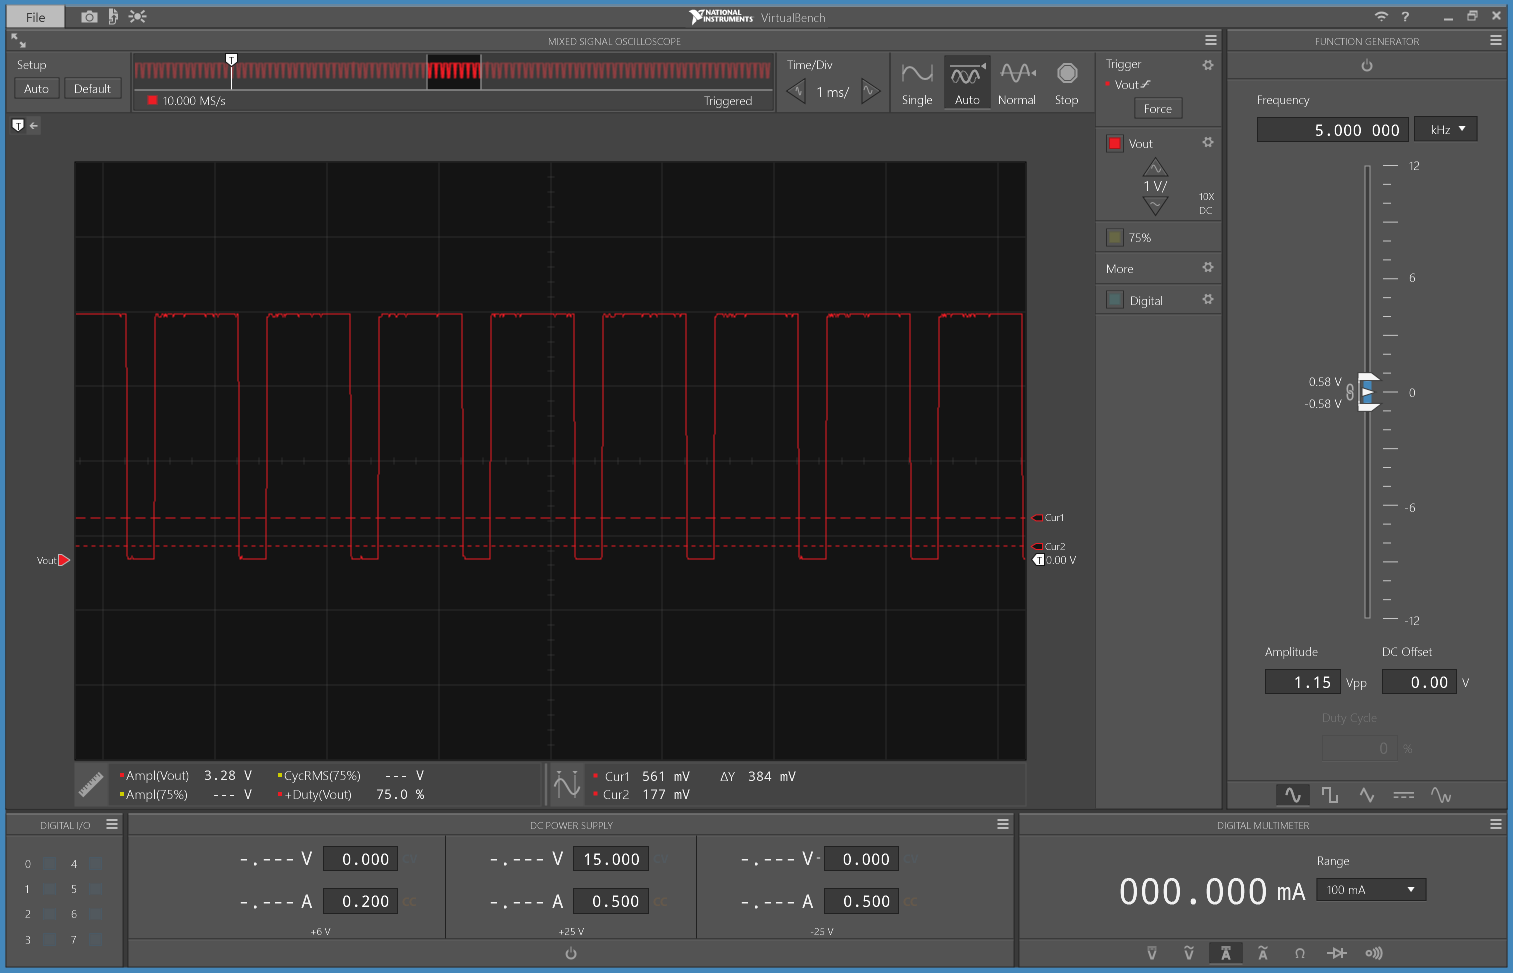 File
NATIONAL INSTRUMENTS VirtualBench
?
MIXED SIGNAL OSCILLOSCOPE
FUNCTION GENERATOR
Setup
Auto Default
T
10.000 MS/s Triggered
Time/Div
1 ms/
Single Auto Normal Stop
Trigger
Vout
Force
Vout
1 V/
10X
DC
75%
More
Digital
T
Vout
Cur1
Cur2
T 0.00 V
Frequency
5.000 000 kHz
12
6
0.58 V
0
-0.58 V
-6
-12
Amplitude DC Offset
1.15 Vpp 0.00 V
Duty Cycle
0 %
Ampl(Vout) 3.28 V CycRMS(75%) --- V
Ampl(75%) --- V +Duty(Vout) 75.0 %
Cur1 561 mV ΔY 384 mV
Cur2 177 mV
DIGITAL I/O
0 4
1 5
2 6
3 7
DC POWER SUPPLY
-.--- V 0.000 CV -.--- V 15.000 CV -.--- V- 0.000 CV
-.--- A 0.200 CC -.--- A 0.500 CC -.--- A 0.500 CC
+6 V +25 V -25 V
DIGITAL MULTIMETER
000.000 mA
Range
100 mA
V V A A Ω